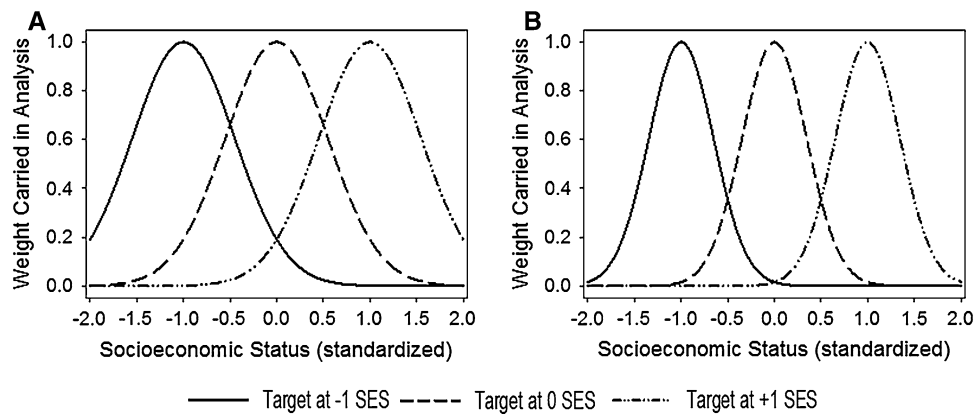 A
Weight Carried in Analysis
1.0
0.8
0.6
0.4
0.2
0.0
-2.0 -1.5 -1.0 -0.5 0.0 0.5 1.0 1.5 2.0
Socioeconomic Status (standardized)
B
Weight Carried in Analysis
1.0
0.8
0.6
0.4
0.2
0.0
-2.0 -1.5 -1.0 -0.5 0.0 0.5 1.0 1.5 2.0
Socioeconomic Status (standardized)
Target at -1 SES Target at 0 SES Target at +1 SES